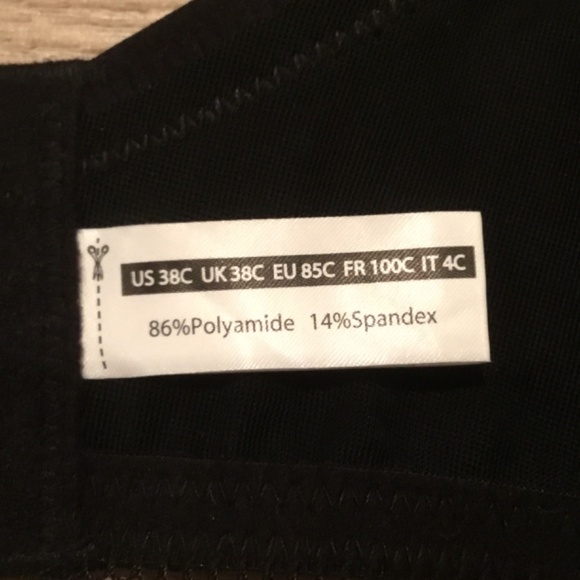 US 38C UK 38C EU 85C FR 100C IT 4C
86%Polyamide 14%Spandex